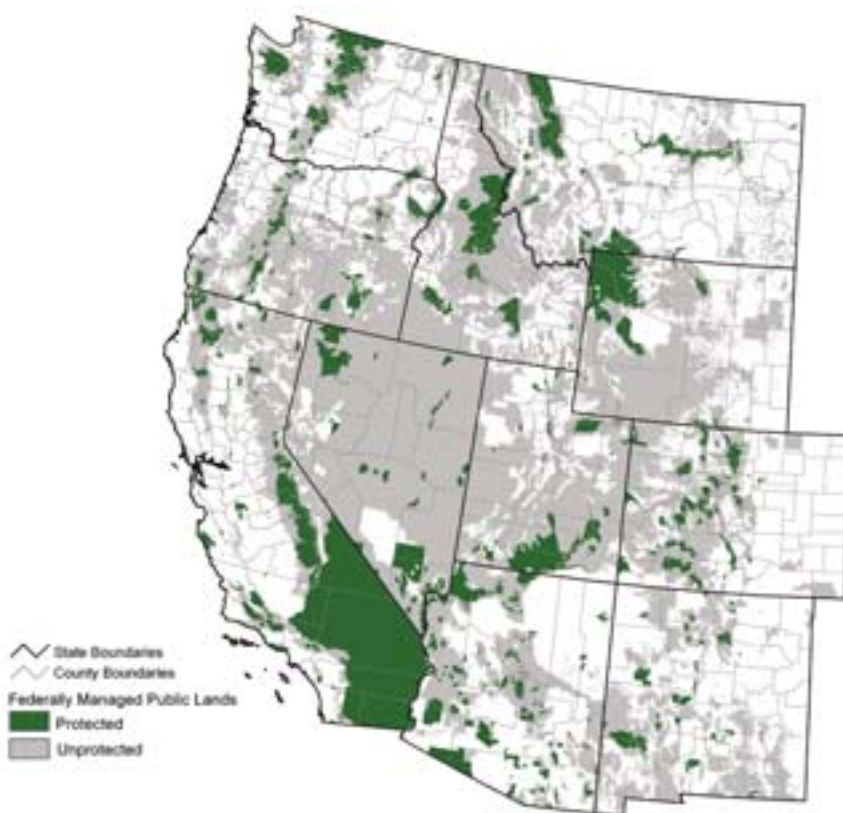 State Boundaries
County Boundaries
Federally Managed Public Lands
Protected
Unprotected